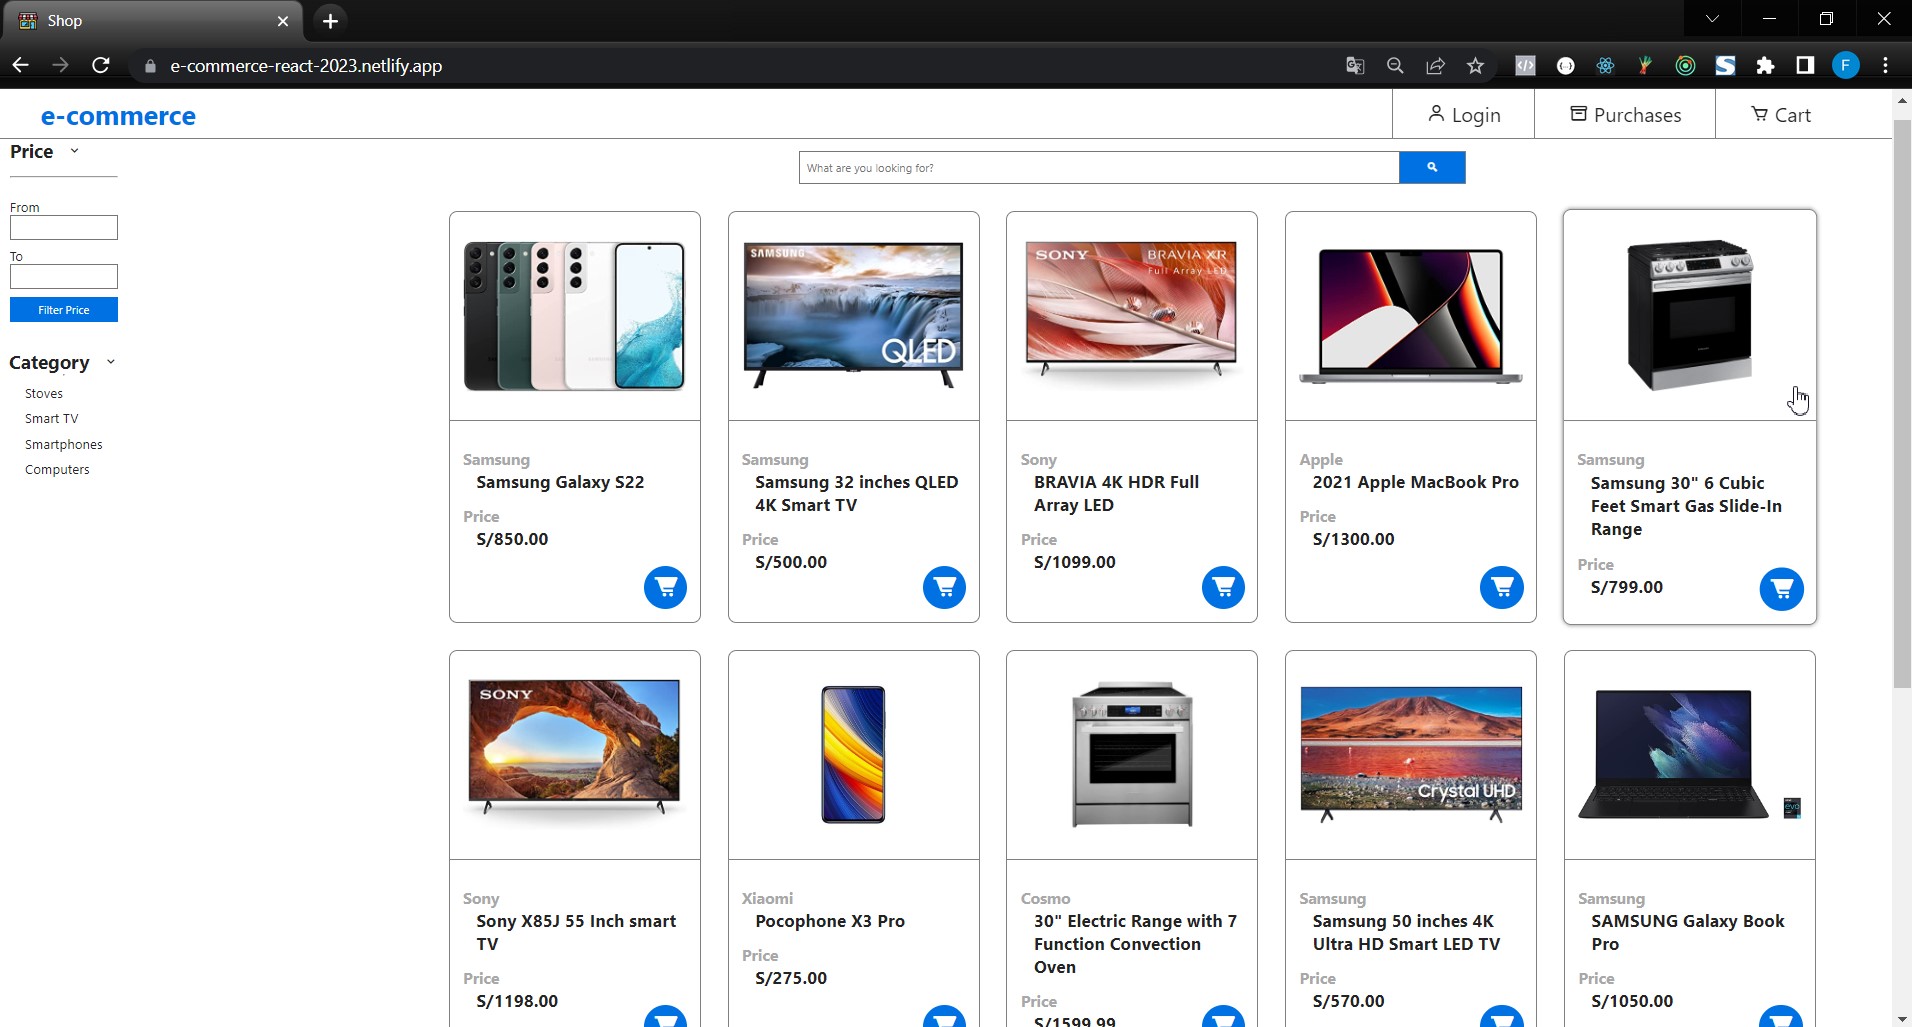 Shop
e-commerce-react-2023.netlify.app
F
e-commerce
Login
Purchases
Cart
Price
What are you looking for?
From
To
Filter Price
Category
Stoves
Smart TV
Smartphones
Computers
SAMSUNG
QLED
SONY
BRAVIA XR
Full Array LED
Samsung
Samsung Galaxy S22
Price
S/850.00
Samsung
Samsung 32 inches QLED
4K Smart TV
Price
S/500.00
Sony
BRAVIA 4K HDR Full
Array LED
Price
S/1099.00
Apple
2021 Apple MacBook Pro
Price
S/1300.00
Samsung
Samsung 30" 6 Cubic
Feet Smart Gas Slide-In
Range
Price
S/799.00
SONY
Crystal UHD
evo
Sony
Sony X85J 55 Inch smart
TV
Price
S/1198.00
Xiaomi
Pocophone X3 Pro
Price
S/275.00
Cosmo
30" Electric Range with 7
Function Convection
Oven
Price
S/1599.99
Samsung
Samsung 50 inches 4K
Ultra HD Smart LED TV
Price
S/570.00
Samsung
SAMSUNG Galaxy Book
Pro
Price
S/1050.00